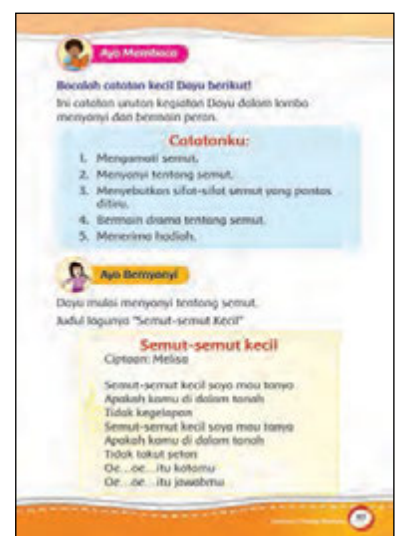 Ayo Membaca
Bacalah catatan kecil Dayu berikut!
Ini catatan urutan kegiatan Dayu dalam lomba
menyanyi dan bermain peran.
Catatanku:
1. Mengamati semut.
2. Menyanyi tentang semut.
3. Menyebutkan sifat-sifat semut yang pantas
ditiru.
4. Bermain drama tentang semut.
5. Menerima hadiah.
Ayo Bernyanyi
Dayu mulai menyanyi tentang semut.
Judul lagunya "Semut-semut Kecil"
Semut-semut kecil
Ciptaan: Melisa
Semut-semut kecil saya mau tanya
Apakah kamu di dalam tanah
Tidak kegelapan
Semut-semut kecil saya mau tanya
Apakah kamu di dalam tanah
Tidak takut setan
Oe...oe...itu katamu
Oe...oe...itu jawabmu